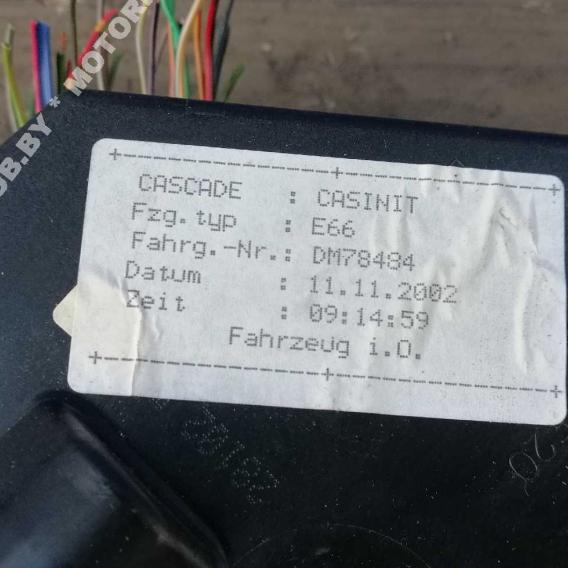 +--------------------+--------------------+
CASCADE : CASINIT
Fzg.typ : E66
Fahrg.-Nr.: DM78484
Datum : 11.11.2002
Zeit : 09:14:59
Fahrzeug i.O.
+--------------------+--------------------+